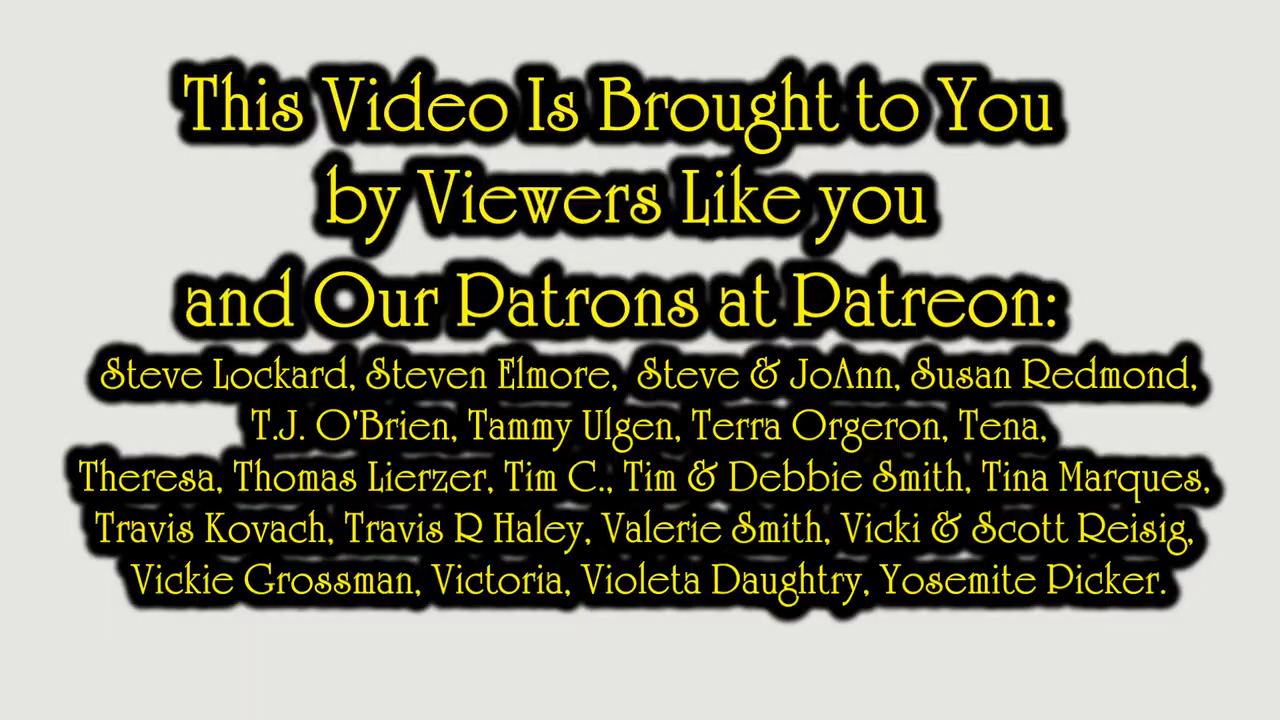 This Video Is Brought to You
by Viewers Like you
and Our Patrons at Patreon:
Steve Lockard, Steven Elmore, Steve & JoAnn, Susan Redmond,
T.J. O'Brien, Tammy Ulgen, Terra Orgeron, Tena,
Theresa, Thomas Lierzer, Tim C., Tim & Debbie Smith, Tina Marques,
Travis Kovach, Travis R Haley, Valerie Smith, Vicki & Scott Reisig,
Vickie Grossman, Victoria, Violeta Daughtry, Yosemite Picker.